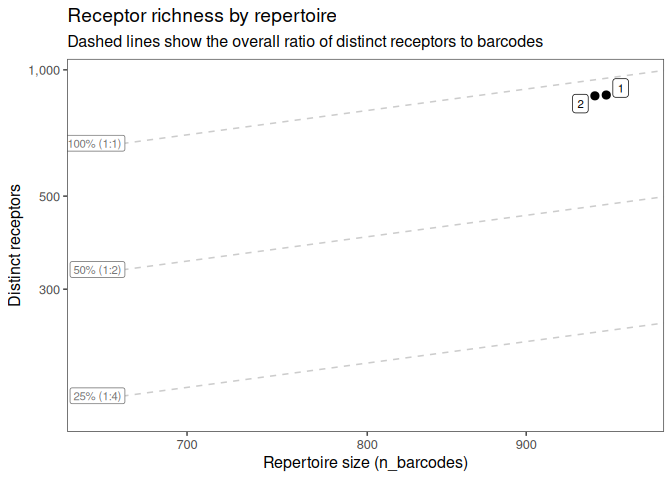 Receptor richness by repertoire
Dashed lines show the overall ratio of distinct receptors to barcodes
1,000
1
2
100% (1:1)
500
50% (1:2)
300
25% (1:4)
Distinct receptors
700
800
900
Repertoire size (n_barcodes)